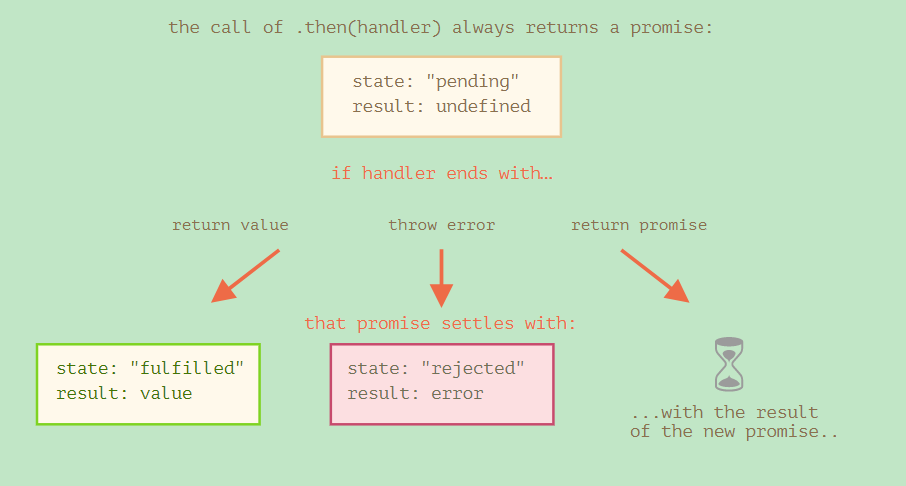 the call of .then(handler) always returns a promise:
state: "pending"
result: undefined
if handler ends with…
return value
throw error
return promise
that promise settles with:
state: "fulfilled"
result: value
state: "rejected"
result: error
...with the result
of the new promise..